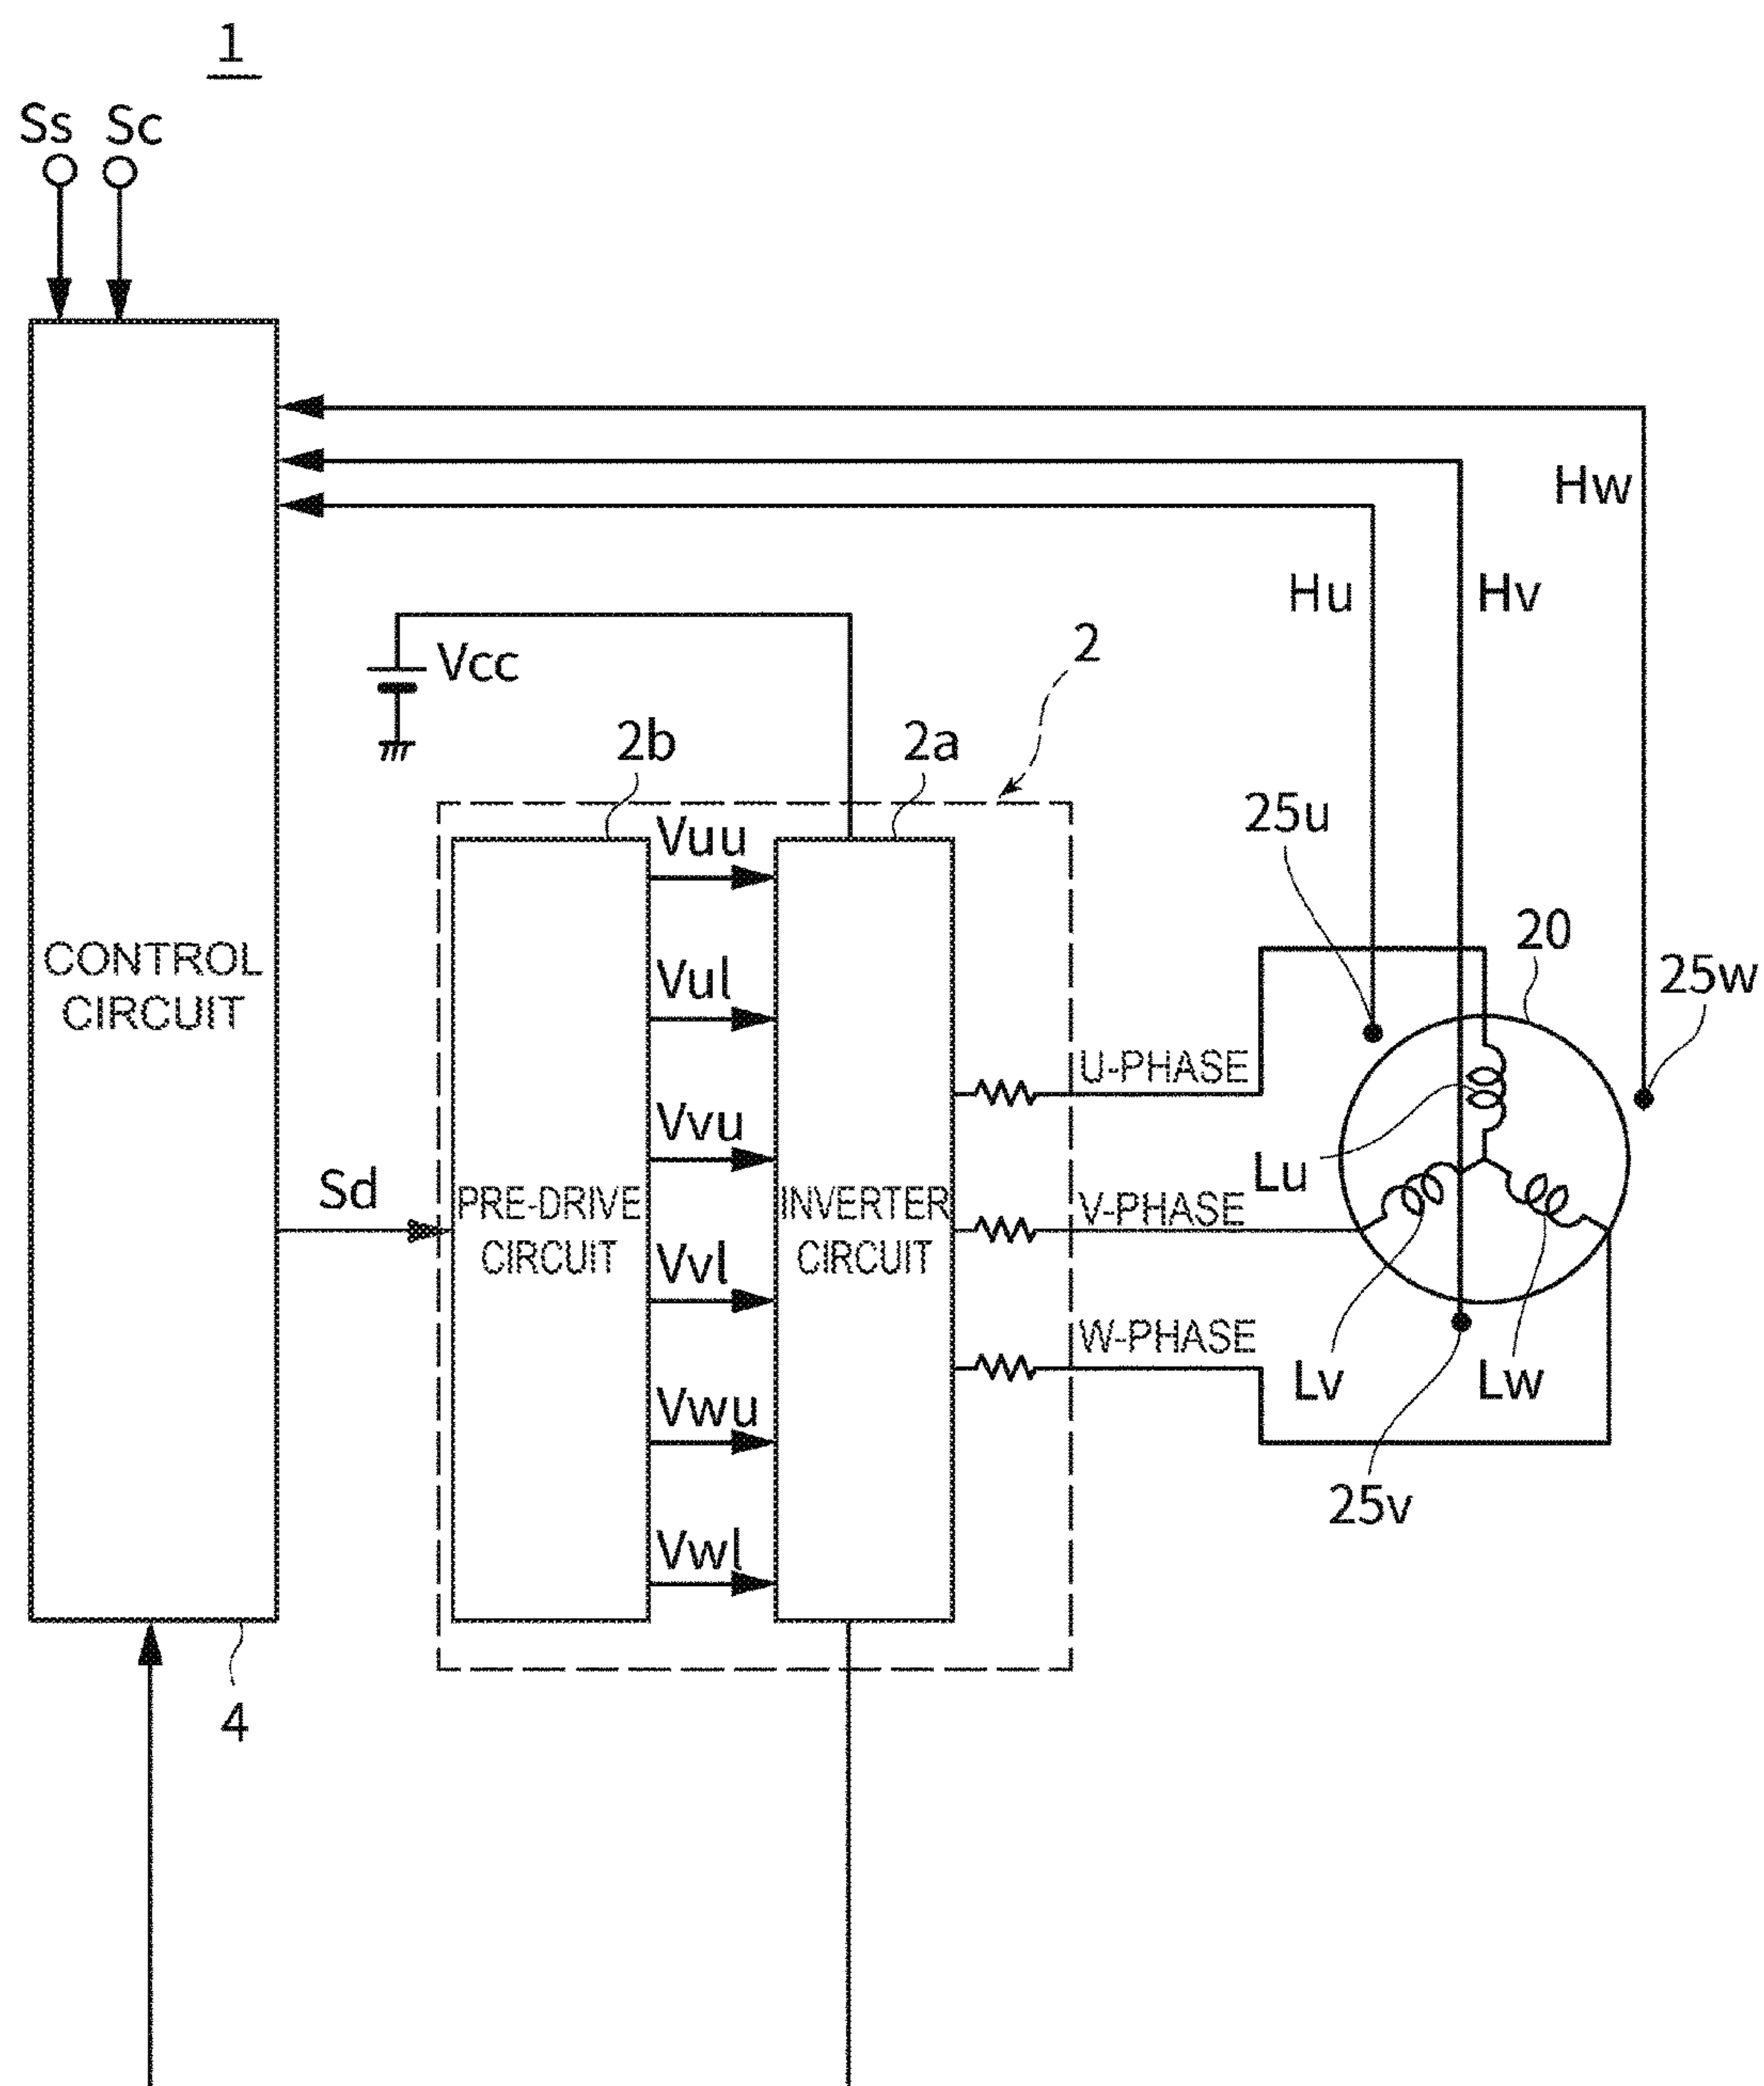 1
Ss Sc
Hw
Hu Hv
2
Vcc
2b 2a
25u
Vuu
20
25w
CONTROL
CIRCUIT
Vul
U-PHASE
Vvu
Lu
Sd
PRE-DRIVE
CIRCUIT
INVERTER
CIRCUIT
V-PHASE
Vvl
W-PHASE
Lv Lw
Vwu
25v
Vwl
4